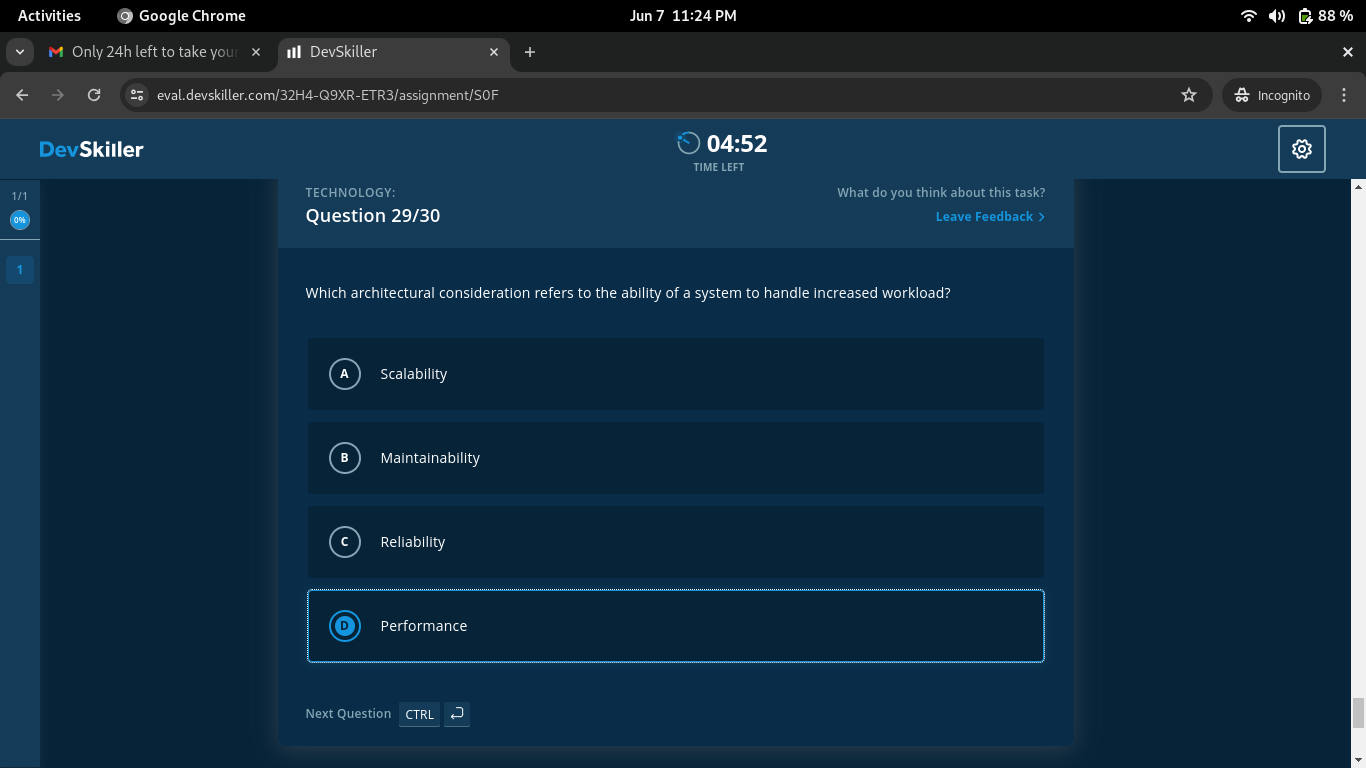 Activities Google Chrome Jun 7 11:24 PM 88 %
Only 24h left to take your DevSkiller
eval.devskiller.com/32H4-Q9XR-ETR3/assignment/S0F Incognito
DevSkiller 04:52
TIME LEFT
1/1
0%
1
TECHNOLOGY: What do you think about this task?
Question 29/30 Leave Feedback
Which architectural consideration refers to the ability of a system to handle increased workload?
A Scalability
B Maintainability
C Reliability
D Performance
Next Question CTRL